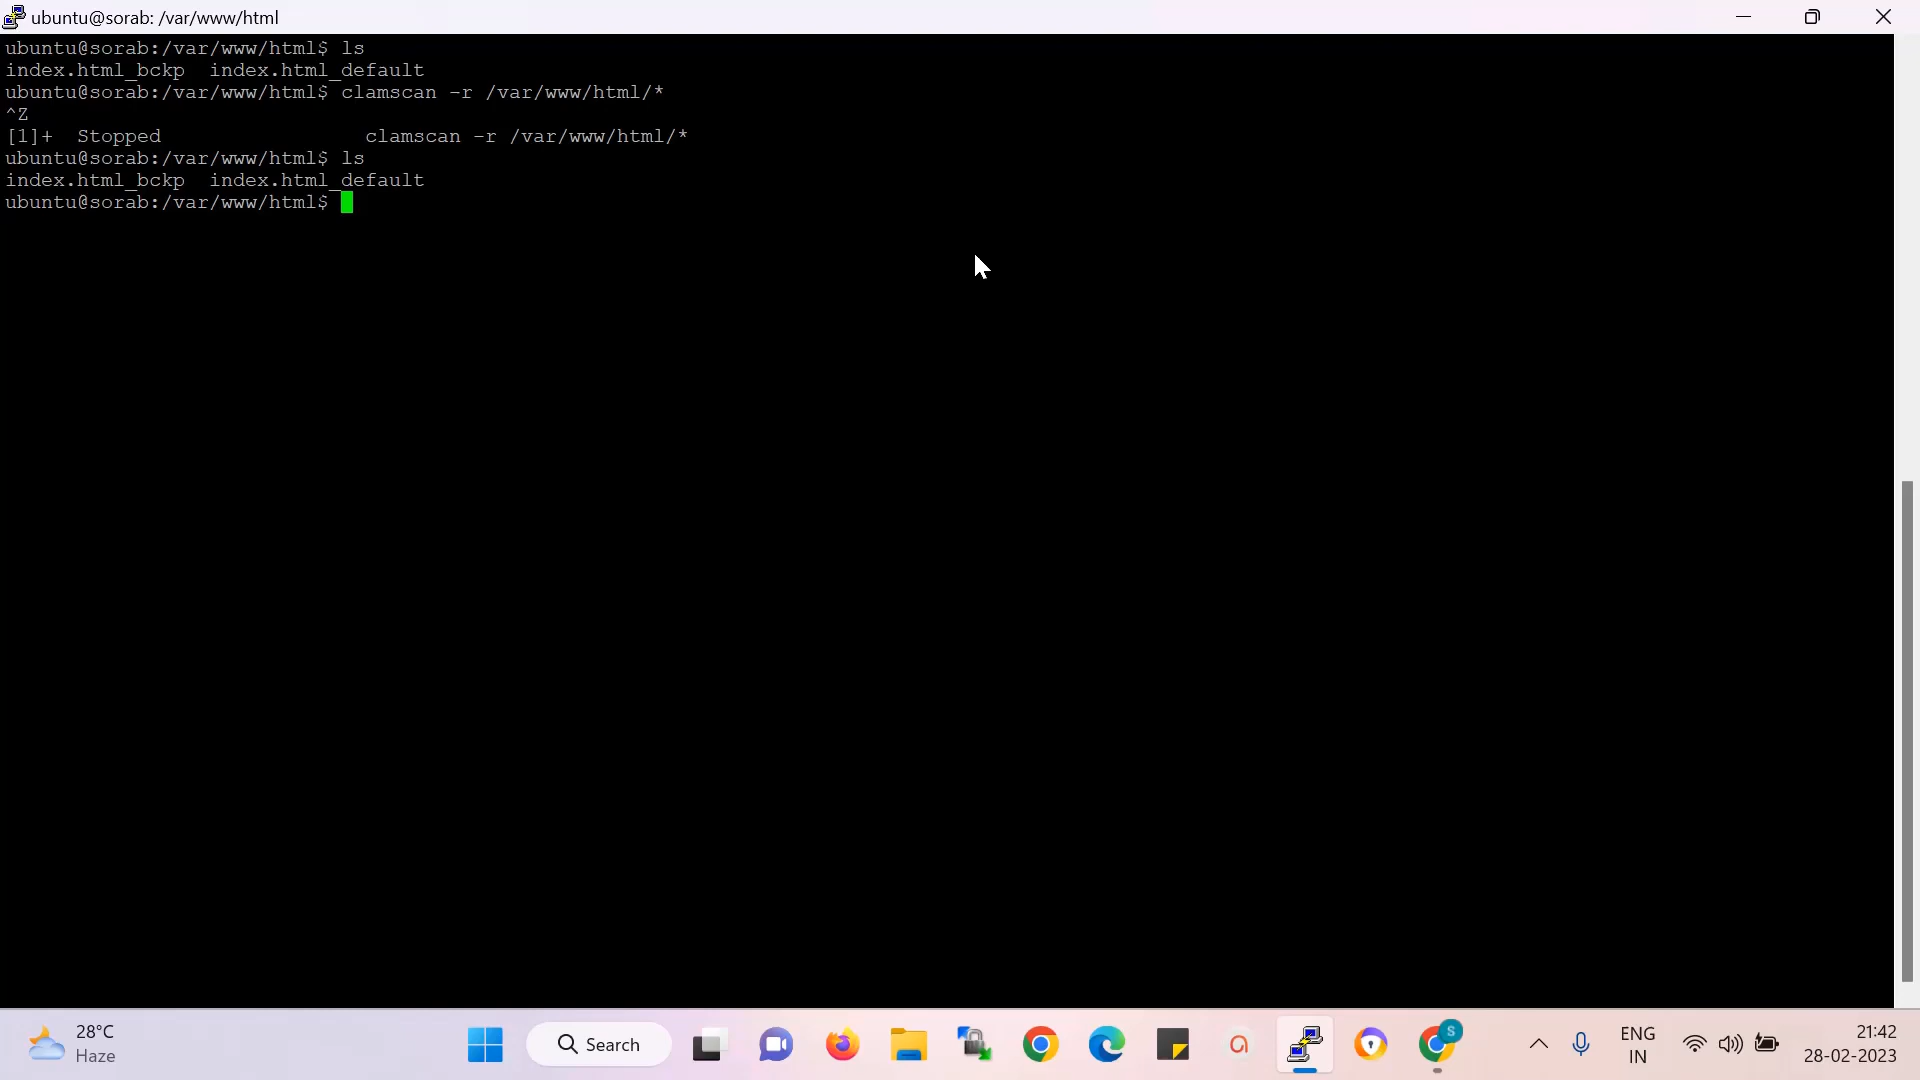 ubuntu@sorab: /var/www/html
ubuntu@sorab:/var/www/html$ ls
index.html_bckp  index.html_default
ubuntu@sorab:/var/www/html$ clamscan -r /var/www/html/*
^Z
[1]+  Stopped                 clamscan -r /var/www/html/*
ubuntu@sorab:/var/www/html$ ls
index.html_bckp  index.html_default
ubuntu@sorab:/var/www/html$
28°C
Haze
Search
S
ENG
IN
21:42
28-02-2023